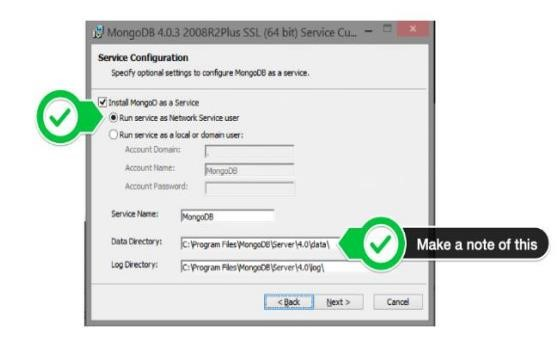 MongoDB 4.0.3 2008R2Plus SSL (64 bit) Service Cu...
Service Configuration
Specify optional settings to configure MongoDB as a service.
Install MongoD as a Service
Run service as Network Service user
Run service as a local or domain user:
Account Domain:
.
Account Name:
MongoDB
Account Password:
Service Name:
MongoDB
Data Directory:
C:\Program Files\MongoDB\Server\4.0\data\
Make a note of this
Log Directory:
C:\Program Files\MongoDB\Server\4.0\log\
< Back
Next >
Cancel